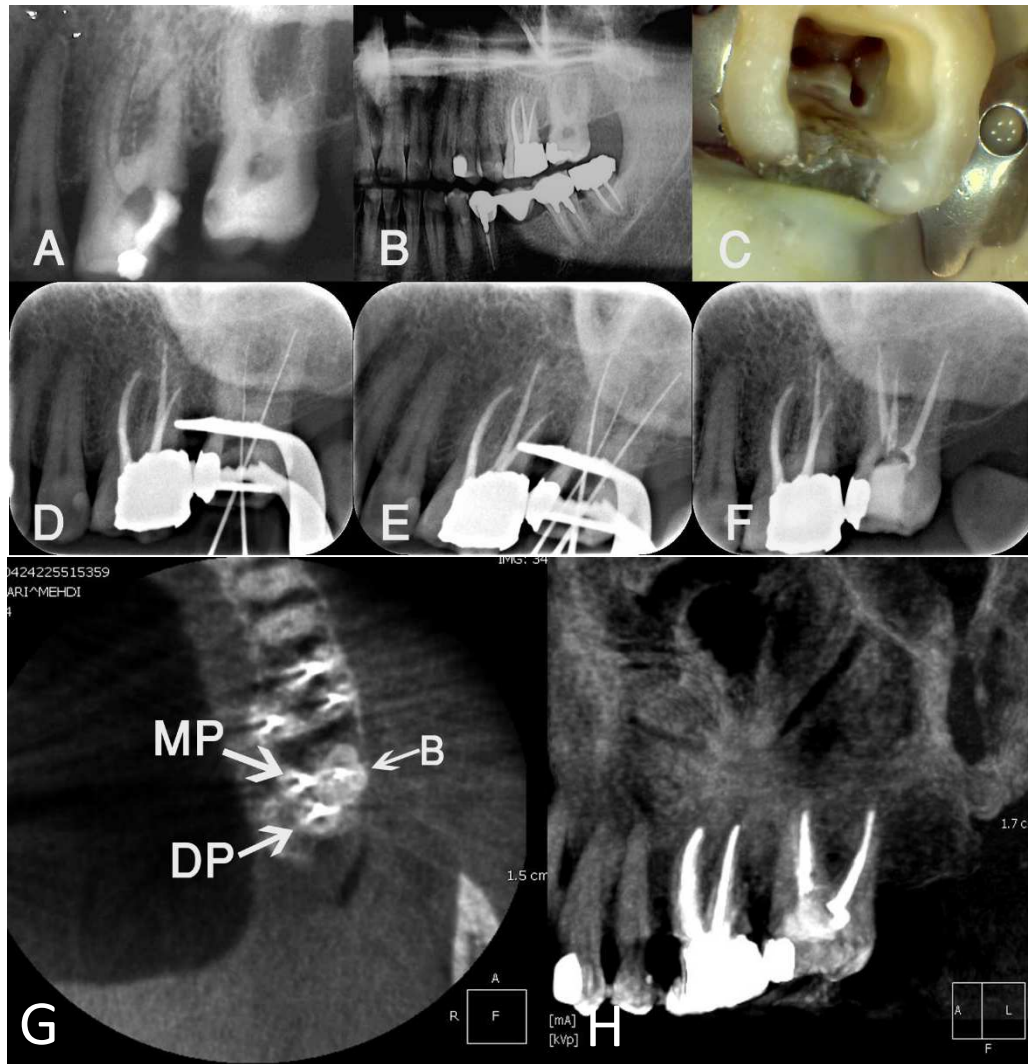 A
B
C
D
E
F
0424225515359
ARI^MEHDI
4
IMG: 34
MP
B
DP
1.5 cm
1.7 c
A
R
F
G
[mA]
[kVp]
H
A
L
F